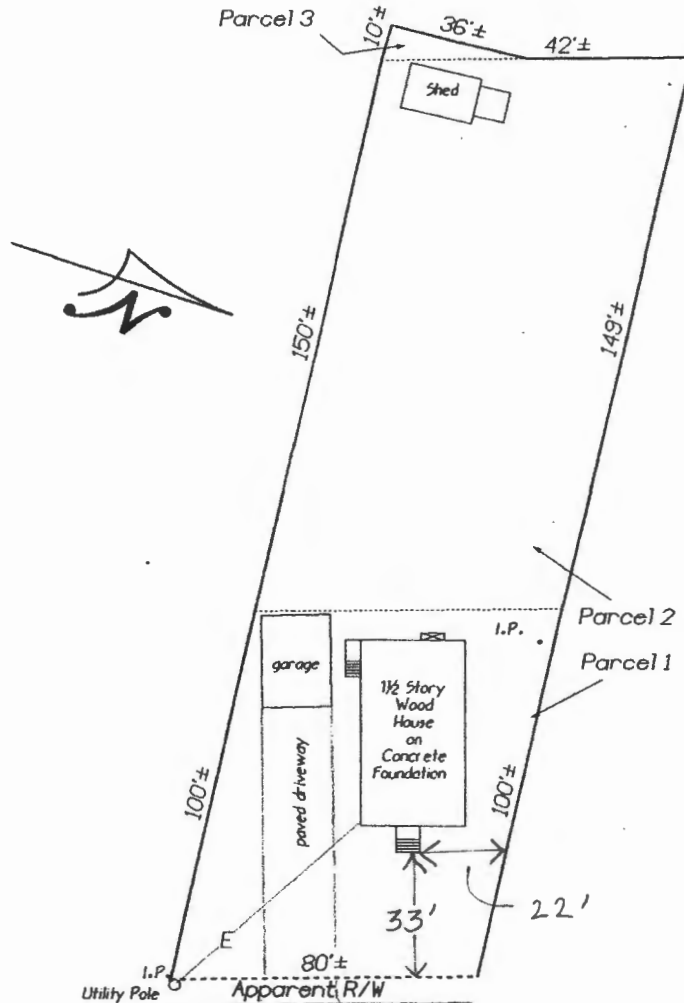 Parcel 3
10'±
36'±
42'±
Shed
N
150'±
149'±
Parcel 2
I.P.
Parcel 1
garage
1½ Story
Wood
House
on
Concrete
Foundation
paved driveway
100'±
100'±
33'
22'
E
I.P.
80'±
Utility Pole
Apparent R/W